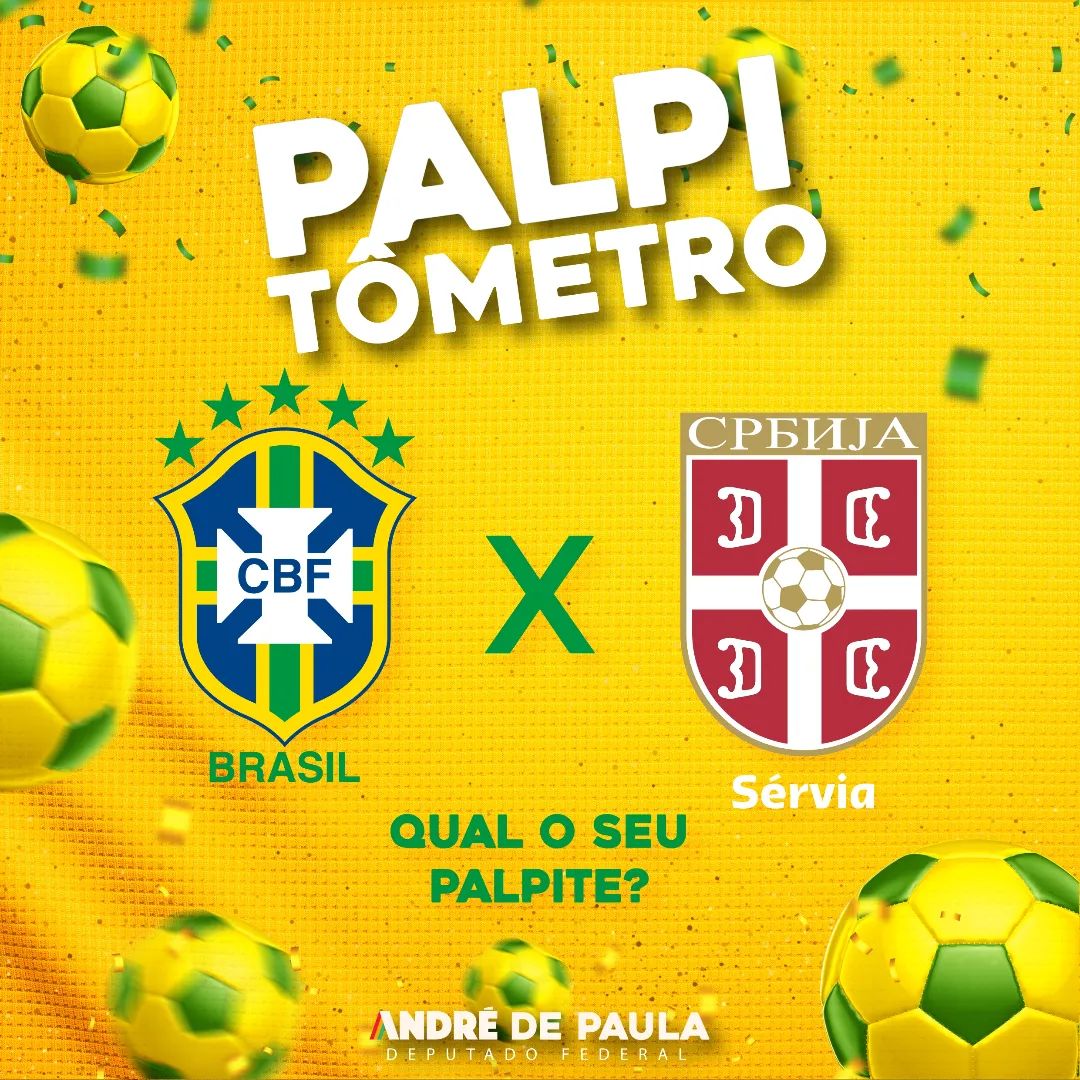 PALPI
TÔMETRO
СРБИЈА
CBF
X
BRASIL
Sérvia
QUAL O SEU
PALPITE?
ANDRÉ DE PAULA
DEPUTADO FEDERAL